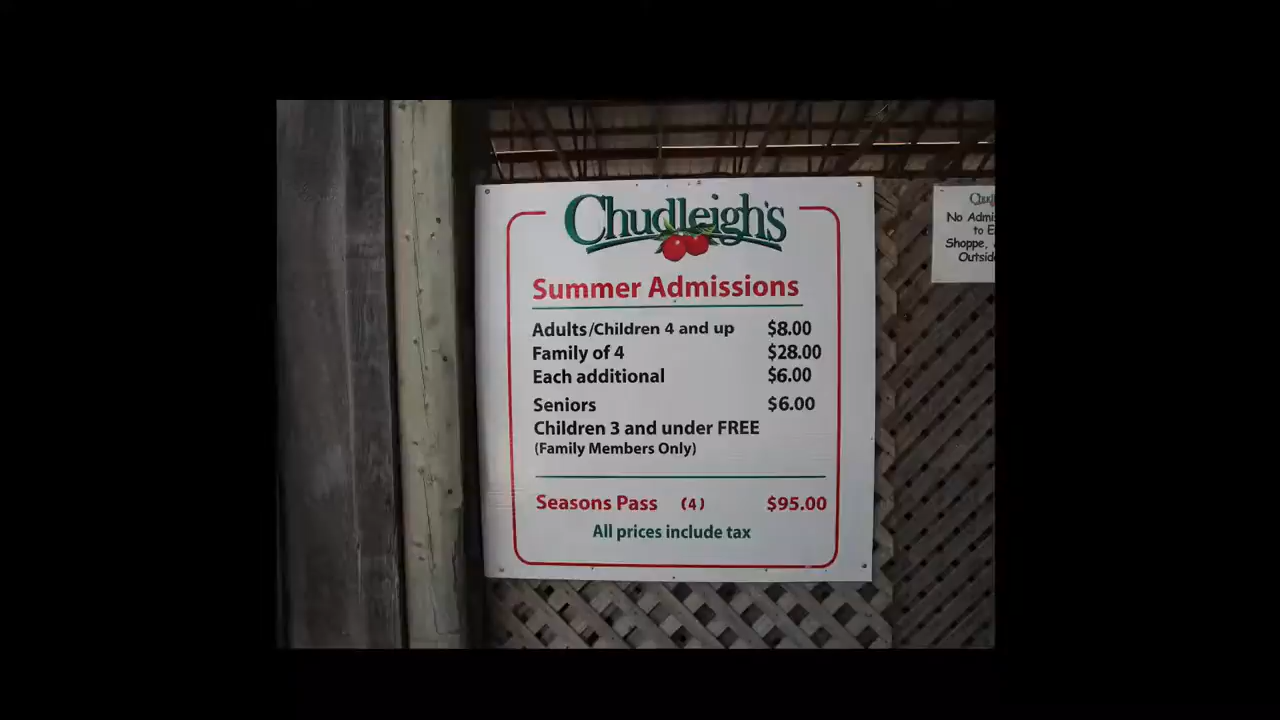 Chudleigh's
Summer Admissions
Adults/Children 4 and up $8.00
Family of 4 $28.00
Each additional $6.00
Seniors $6.00
Children 3 and under FREE
(Family Members Only)
Seasons Pass (4) $95.00
All prices include tax
No
to
Shoppe,